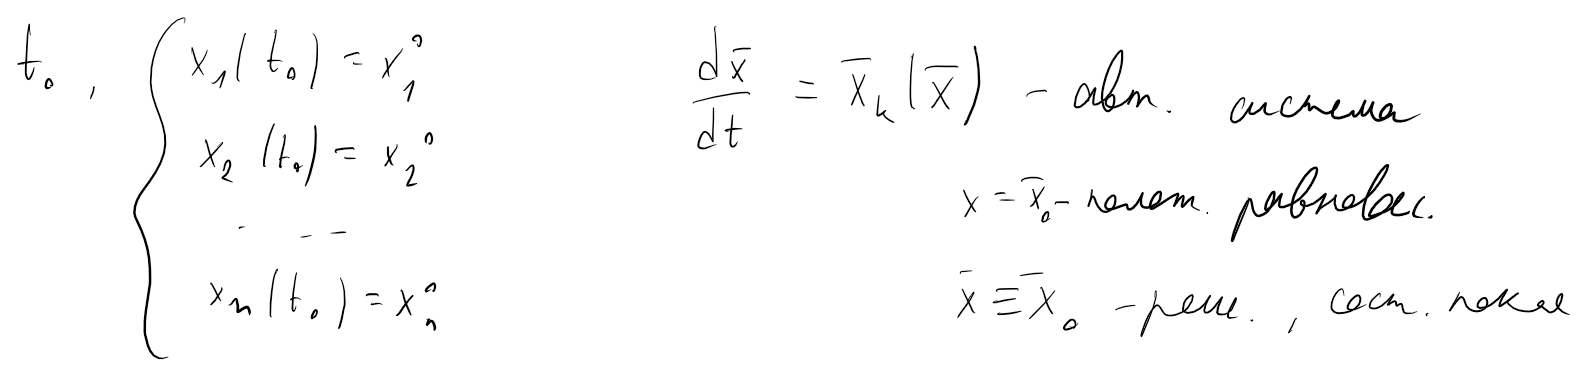 t₀, { x₁(t₀) = x₁⁰
x₂(t₀) = x₂⁰
. - -
xₙ(t₀) = xₙ⁰
dx̄/dt = x̄ₖ(x̄) - авт. система
x = x̄₀ - полож. равновес.
x̄ ≡ x̄₀ - реш., сост. покоя